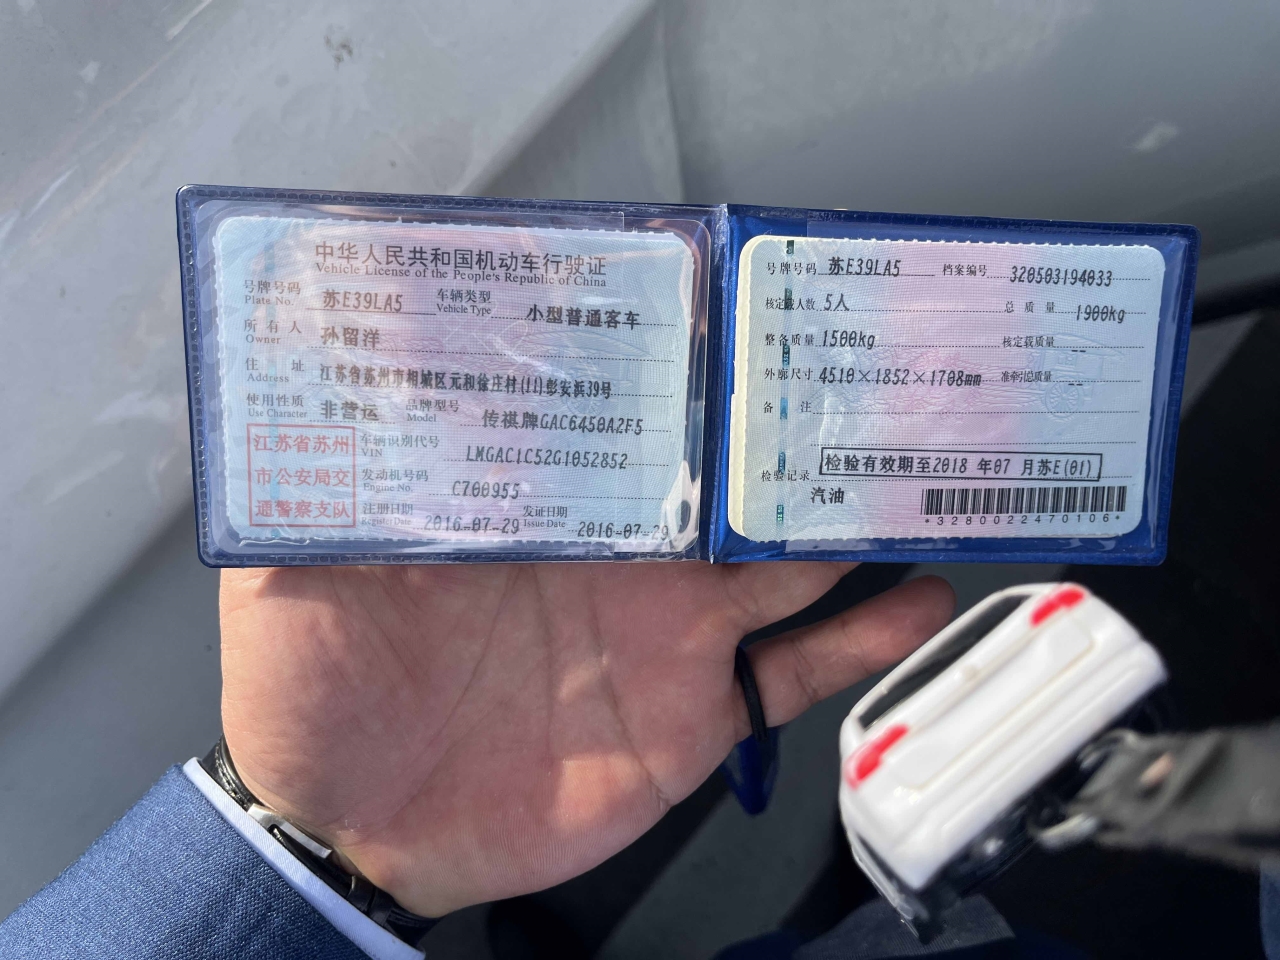 中华人民共和国机动车行驶证
Vehicle License of the People's Republic of China
号牌号码 苏E39LA5 车辆类型 小型普通客车
Plate No. Vehicle Type
所有人 孙留洋
Owner
住址 江苏省苏州市相城区元和徐庄村(11)彭安浜39号
Address
使用性质 非营运 品牌型号 传祺牌GAC6450A2F5
Use Character Model
江苏省苏州
市公安局交
通警察支队
车辆识别代号 LMGAC1C52G1052852
VIN
发动机号码 C700955
Engine No.
注册日期 2016-07-29 发证日期 2016-07-29
Register Date Issue Date
号牌号码 苏E39LA5 档案编号 320503194033
核定载人数 5人 总质量 1900kg
整备质量 1500kg 核定载质量 --
外廓尺寸 4510×1852×1708mm 准牵引总质量 --
备注
检验记录 检验有效期至2018 年07 月苏E(01)
汽油
*3280022470106*